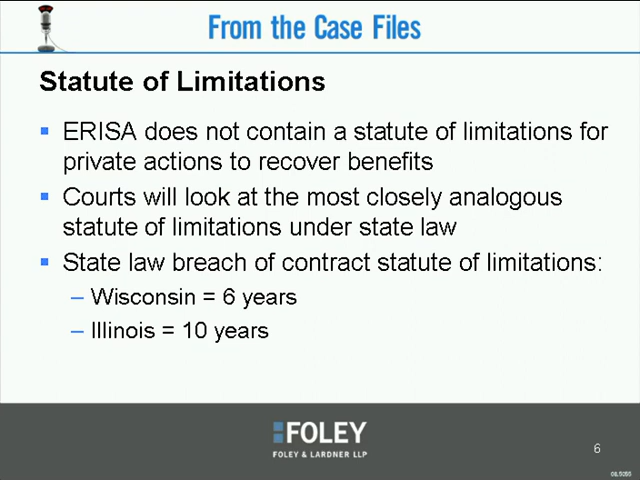 From the Case Files
Statute of Limitations
ERISA does not contain a statute of limitations for
private actions to recover benefits
Courts will look at the most closely analogous
statute of limitations under state law
State law breach of contract statute of limitations:
– Wisconsin = 6 years
– Illinois = 10 years
FOLEY
FOLEY & LARDNER LLP
6